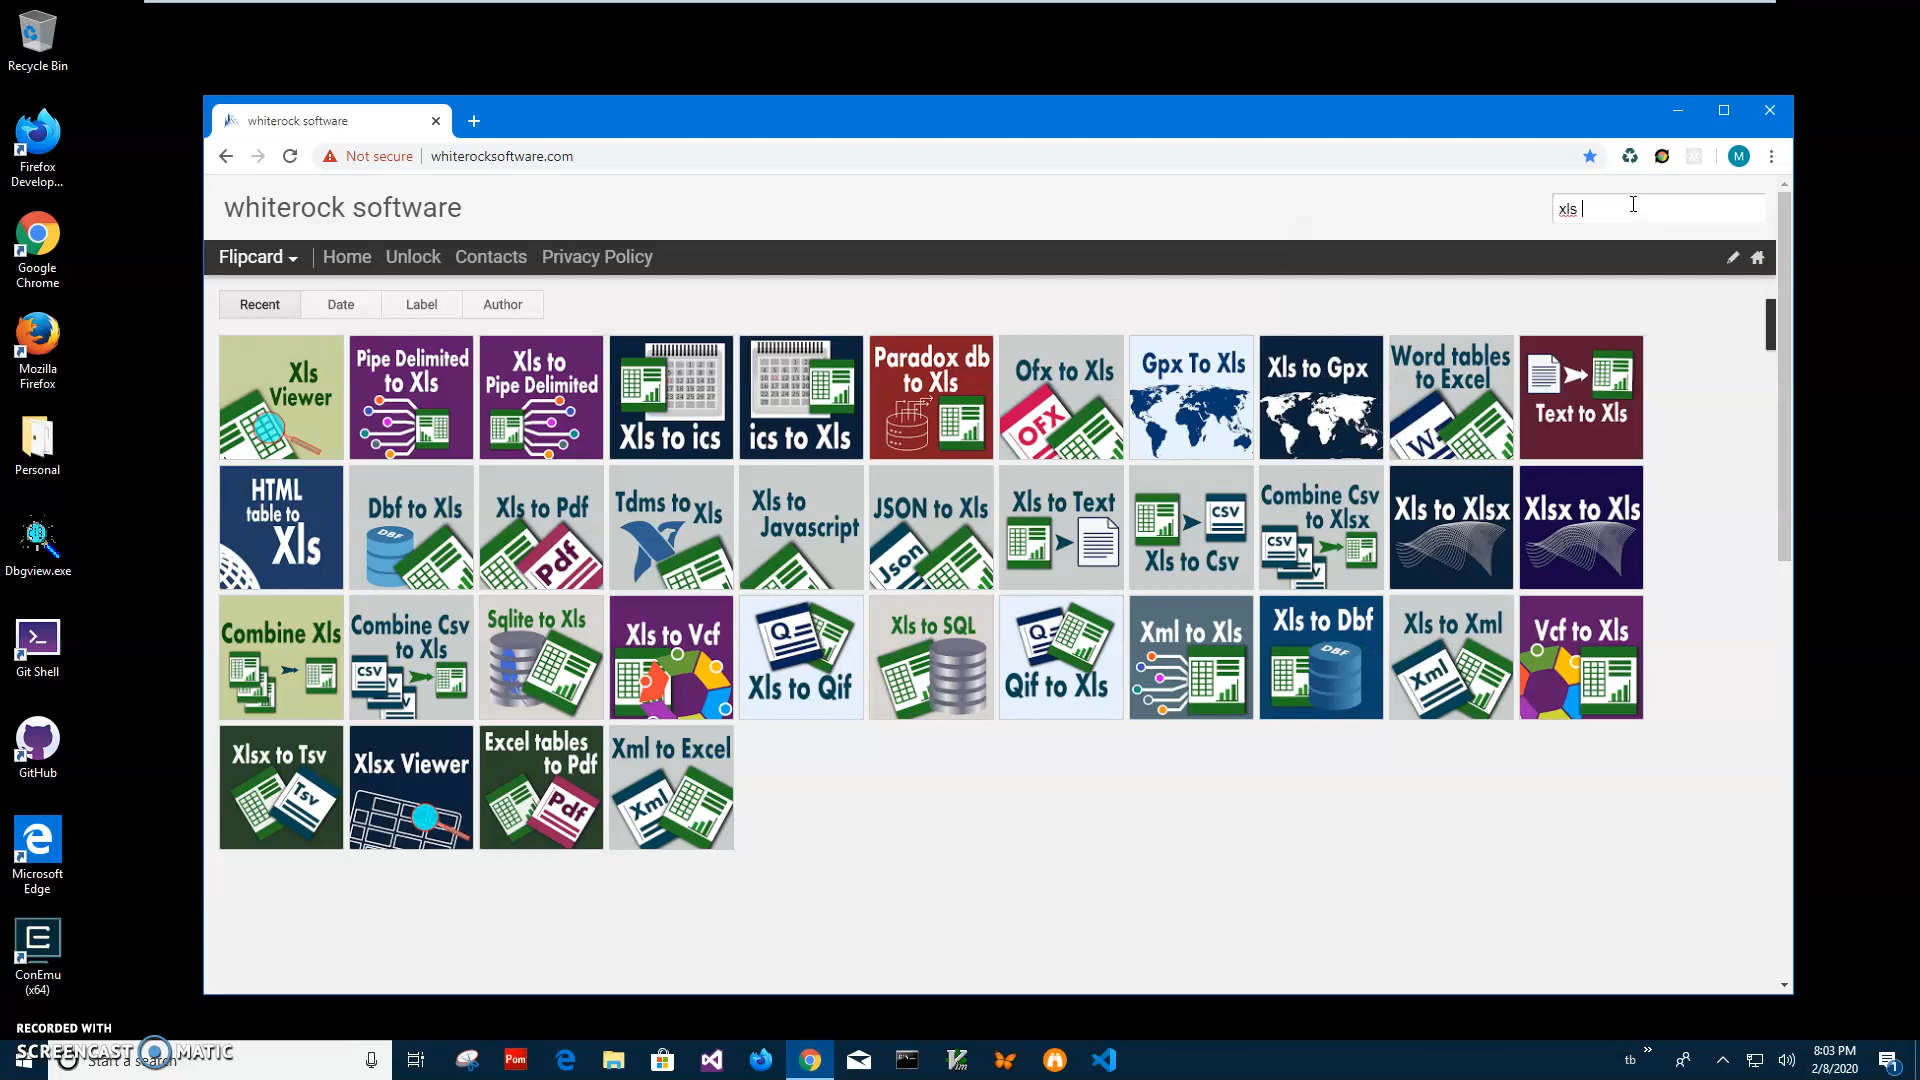 Recycle Bin
Firefox
Develop...
Google
Chrome
Mozilla
Firefox
Personal
Dbgview.exe
Git Shell
GitHub
Microsoft
Edge
ConEmu
(x64)
whiterock software
Not secure
whiterocksoftware.com
M
whiterock software
xls
Flipcard
Home
Unlock
Contacts
Privacy Policy
Recent
Date
Label
Author
Xls
Viewer
Pipe Delimited
to Xls
Xls to
Pipe Delimited
Xls to ics
ics to Xls
Paradox db
to Xls
Ofx to Xls
OFX
Gpx To Xls
Xls to Gpx
Word tables
to Excel
W
Text to Xls
HTML
table to
Xls
Dbf to Xls
DBF
Xls to Pdf
Pdf
Tdms to Xls
Xls to
Javascript
JSON to Xls
Json
Xls to Text
CSV
Xls to Csv
Combine Csv
to Xlsx
CSV
V
V
Xls to Xlsx
Xlsx to Xls
Combine Xls
Combine Csv
to Xls
CSV
V
V
Sqlite to Xls
Xls to Vcf
Q
Xls to Qif
Xls to SQL
Q
Qif to Xls
Xml to Xls
Xls to Dbf
DBF
Xls to Xml
Xml
Vcf to Xls
Xlsx to Tsv
Tsv
Xlsx Viewer
Excel tables
to Pdf
Pdf
Xml to Excel
Xml
RECORDED WITH
SCREENCAST MATIC
Start a search
Pom
Vim
tb
8:03 PM
2/8/2020
1